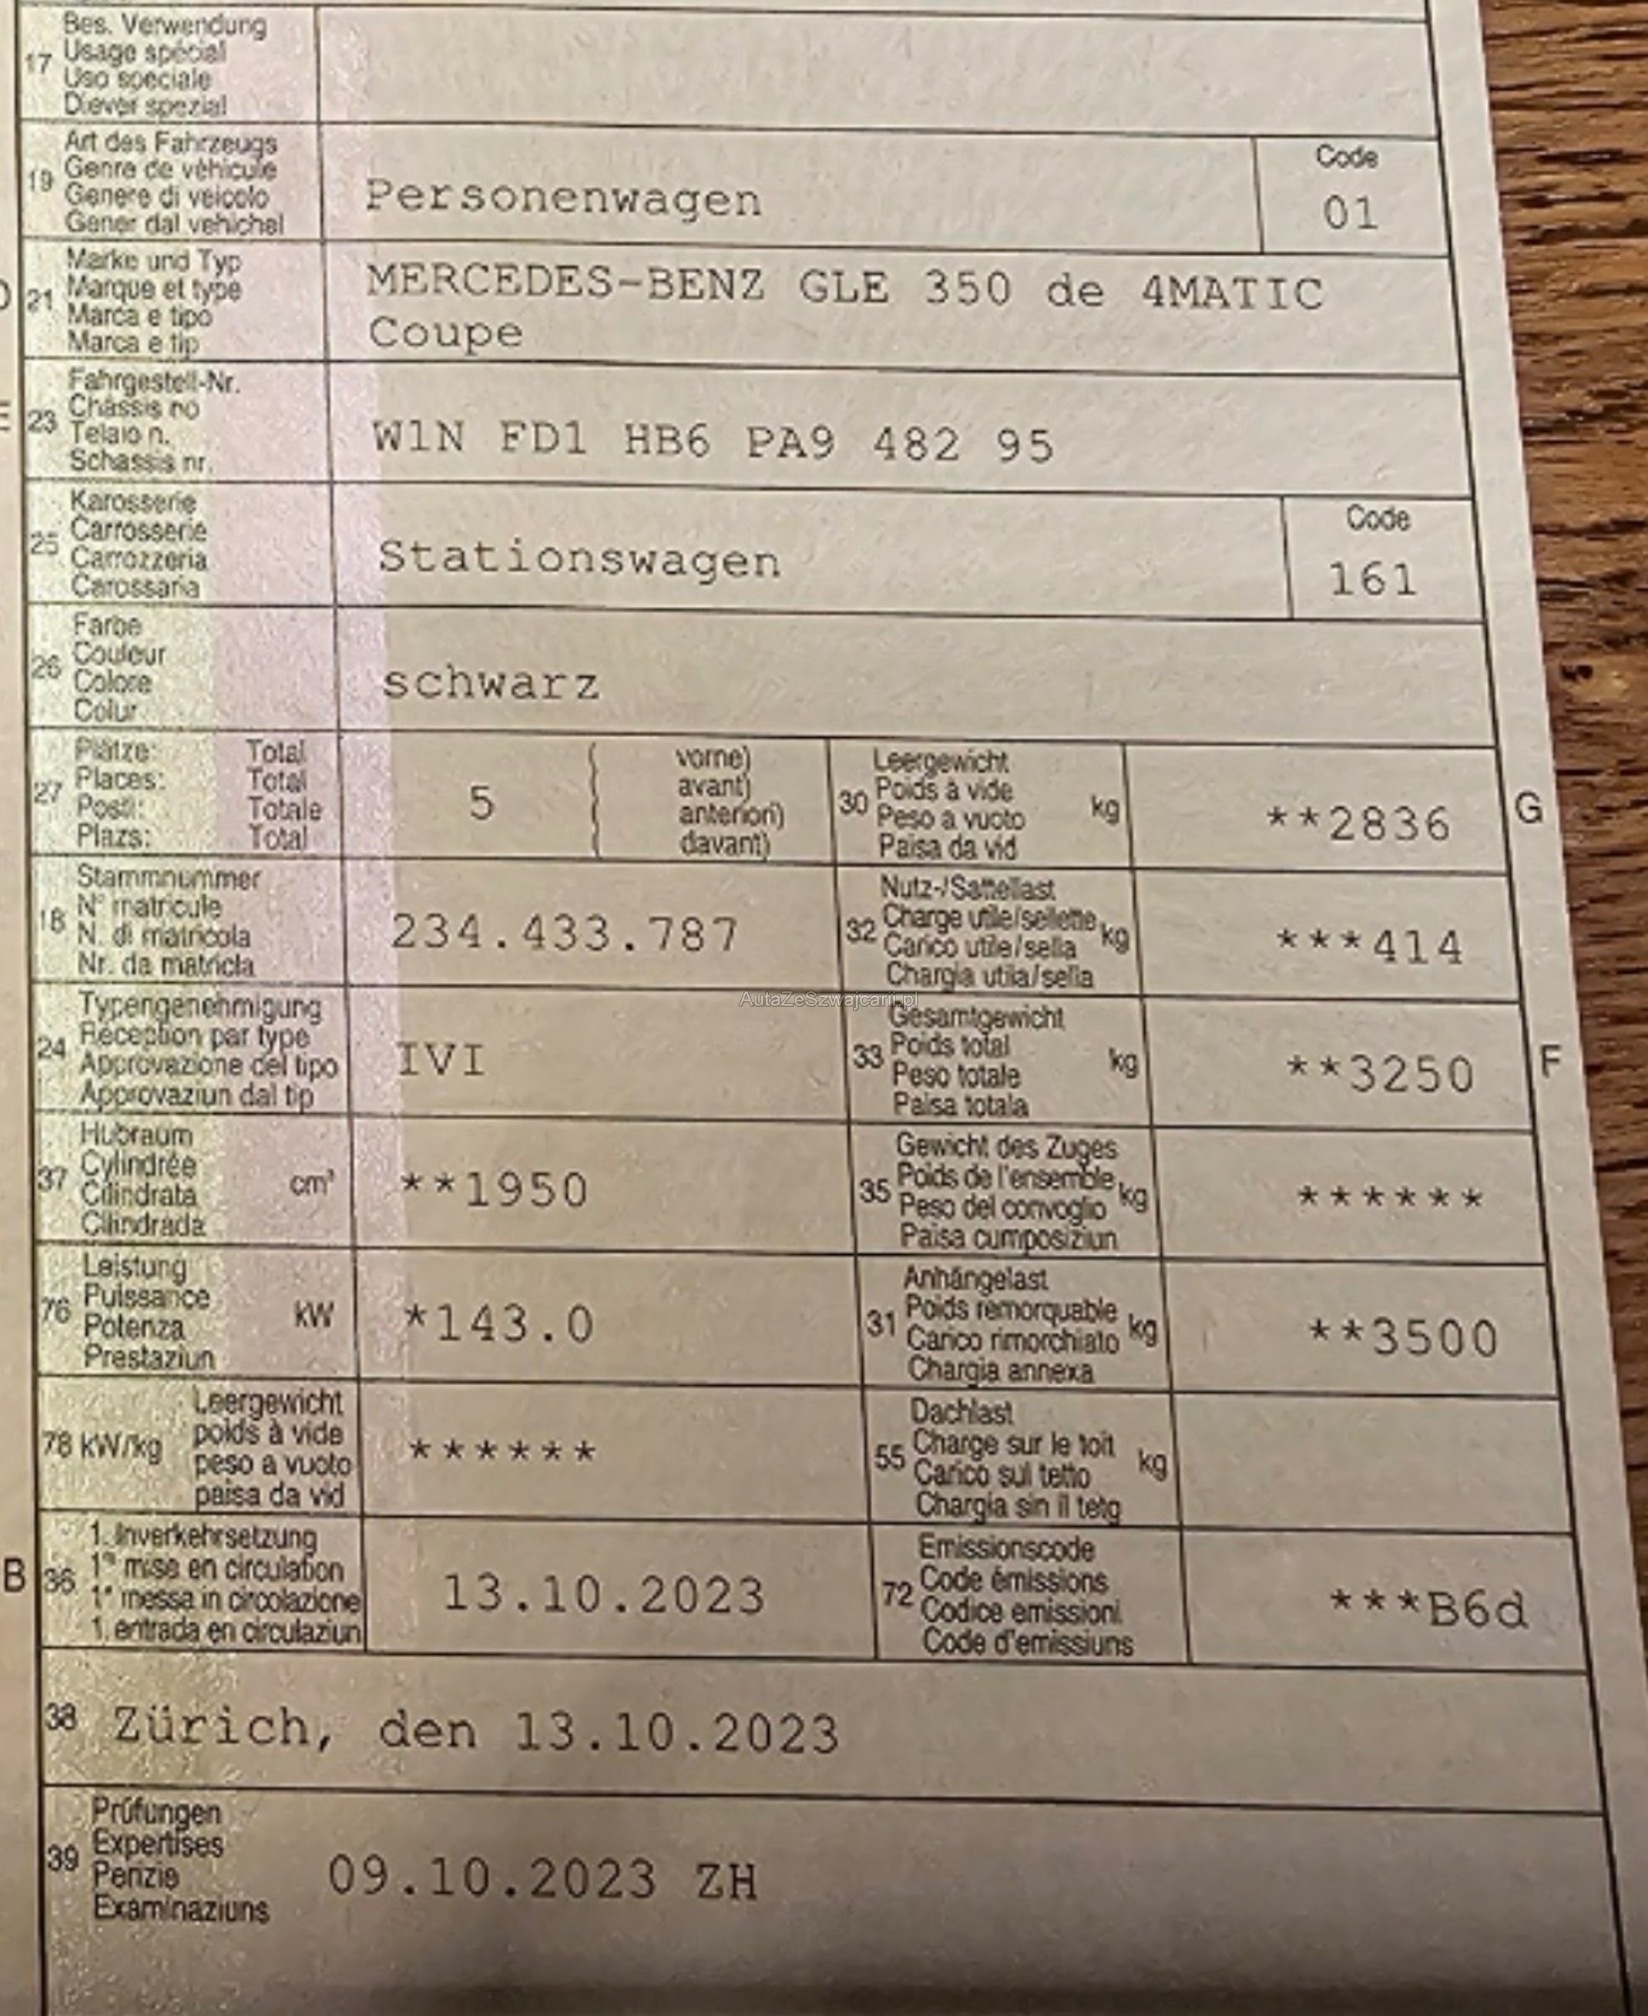 17 Bes. Verwendung
Usage spécial
Uso speciale
Diever spezial
19 Art des Fahrzeugs
Genre de véhicule
Genere di veicolo
Gener dal vehichel
Personenwagen
Code
01
D 21 Marke und Typ
Marque et type
Marca e tipo
Marca e tip
MERCEDES-BENZ GLE 350 de 4MATIC
Coupe
E 23 Fahrgestell-Nr.
Châssis no
Telaio n.
Schassis nr.
W1N FD1 HB6 PA9 482 95
25 Karosserie
Carrosserie
Carrozzeria
Carossaria
Stationswagen
Code
161
26 Farbe
Couleur
Colore
Colur
schwarz
27 Plätze: Total
Places: Total
Posti: Totale
Plazs: Total
5
vorne)
avant)
anteriori)
davant)
30 Leergewicht
Poids à vide
Peso a vuoto
Paisa da vid
kg
**2836
G
18 Stammnummer
N° matricule
N. di matricola
Nr. da matricla
234.433.787
32 Nutz-/Sattellast
Charge utile/sellette
Carico utile/sella
Chargia utila/sella
kg
***414
AutaZeSzwajcarii.pl
24 Typengenehmigung
Réception par type
Approvazione del tipo
Approvaziun dal tip
IVI
33 Gesamtgewicht
Poids total
Peso totale
Paisa totala
kg
**3250
F
37 Hubraum
Cylindrée
Cilindrata
Cilindrada
cm³
**1950
35 Gewicht des Zuges
Poids de l'ensemble
Peso del convoglio
Paisa cumposiziun
kg
******
76 Leistung
Puissance
Potenza
Prestaziun
kW
*143.0
31 Anhängelast
Poids remorquable
Carico rimorchiato
Chargia annexa
kg
**3500
78 kW/kg
Leergewicht
poids à vide
peso a vuoto
paisa da vid
******
55 Dachlast
Charge sur le toit
Carico sul tetto
Chargia sin il tetg
kg
B 36 1. Inverkehrsetzung
1re mise en circulation
1a messa in circolazione
1. entrada en circulaziun
13.10.2023
72 Emissionscode
Code émissions
Codice emissioni
Code d'emissiuns
***B6d
38 Zürich, den 13.10.2023
39 Prüfungen
Expertises
Perizie
Examinaziuns
09.10.2023 ZH